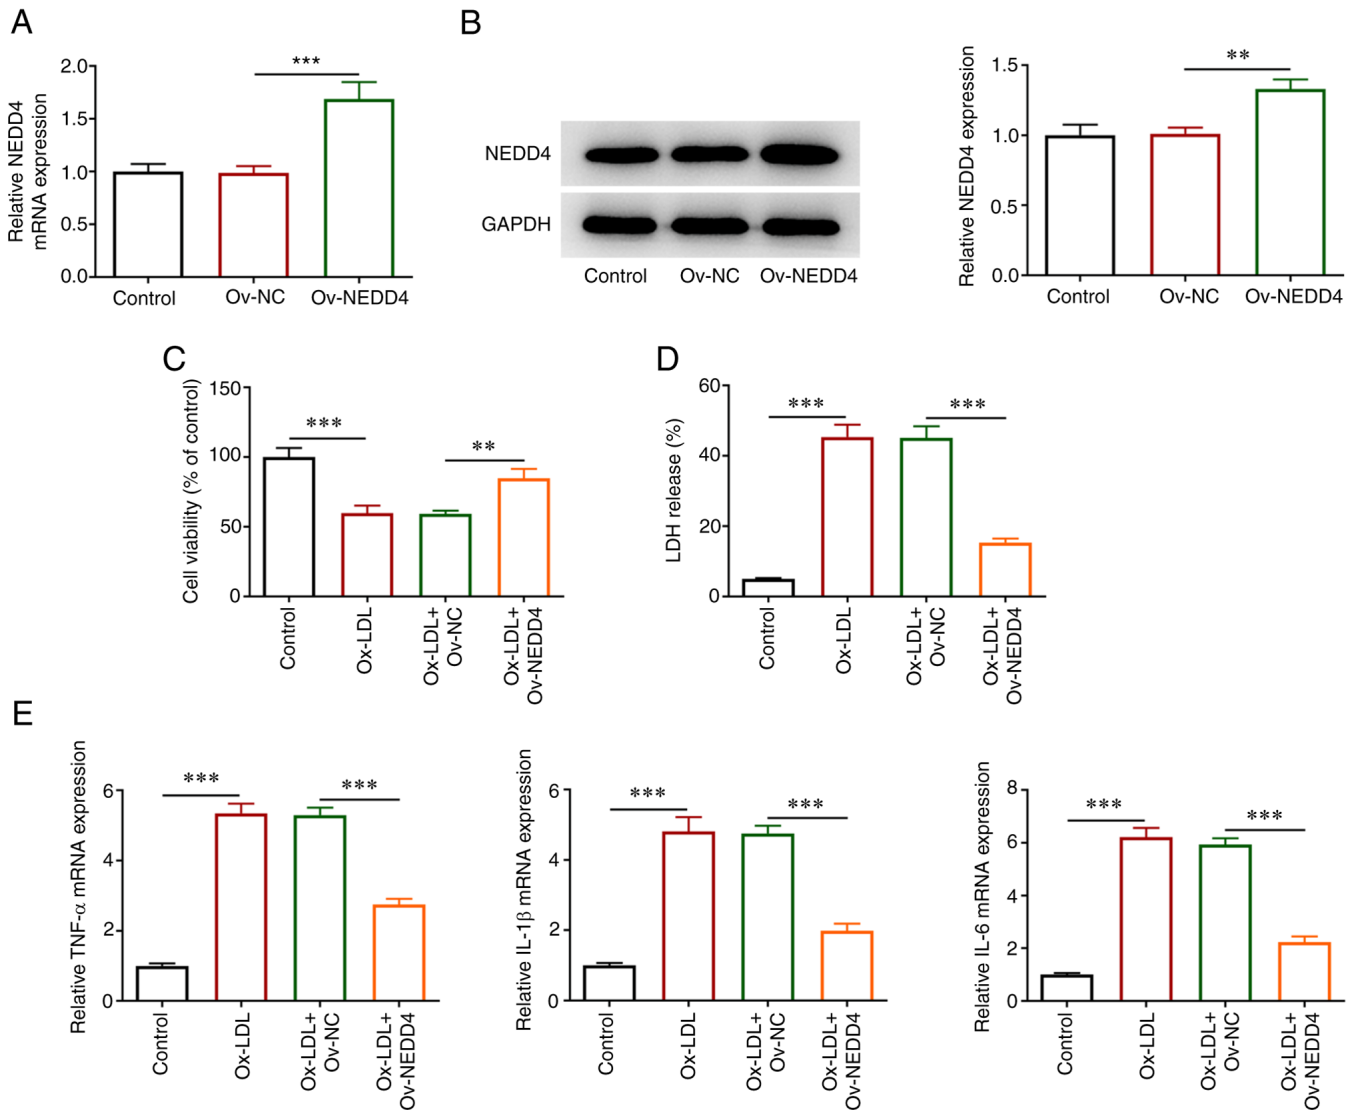 A
Relative NEDD4
mRNA expression
2.0
1.5
1.0
0.5
0.0
***
Control
Ov-NC
Ov-NEDD4
B
NEDD4
GAPDH
Control
Ov-NC
Ov-NEDD4
Relative NEDD4 expression
1.5
1.0
0.5
0.0
**
Control
Ov-NC
Ov-NEDD4
C
Cell viability (% of control)
150
100
50
0
***
**
Control
Ox-LDL
Ox-LDL+
Ov-NC
Ox-LDL+
Ov-NEDD4
D
LDH release (%)
60
40
20
0
***
***
Control
Ox-LDL
Ox-LDL+
Ov-NC
Ox-LDL+
Ov-NEDD4
E
Relative TNF-α mRNA expression
6
4
2
0
***
***
Control
Ox-LDL
Ox-LDL+
Ov-NC
Ox-LDL+
Ov-NEDD4
Relative IL-1β mRNA expression
6
4
2
0
***
***
Control
Ox-LDL
Ox-LDL+
Ov-NC
Ox-LDL+
Ov-NEDD4
Relative IL-6 mRNA expression
8
6
4
2
0
***
***
Control
Ox-LDL
Ox-LDL+
Ov-NC
Ox-LDL+
Ov-NEDD4